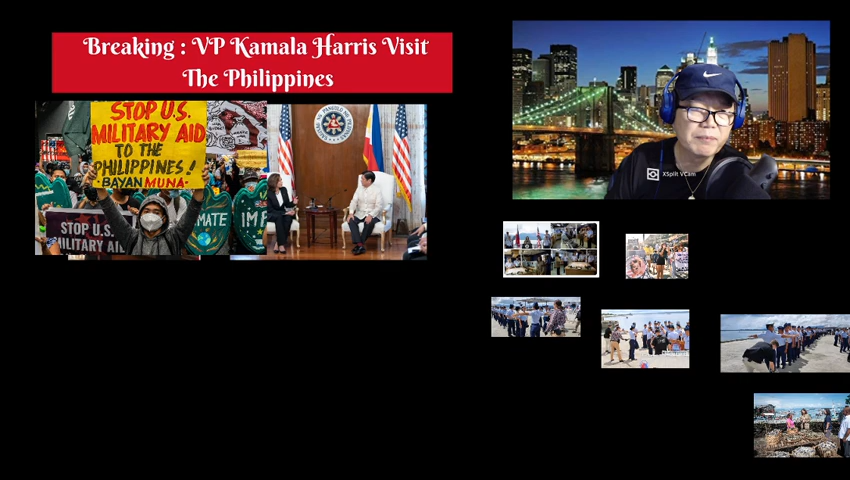 Breaking : VP Kamala Harris Visit
The Philippines
STOP U.S.
MILITARY AID
TO THE
PHILIPPINES!
BAYAN MUNA
STOP U.S.
MILITARY AID
MATE
IMP
XSplit VCam